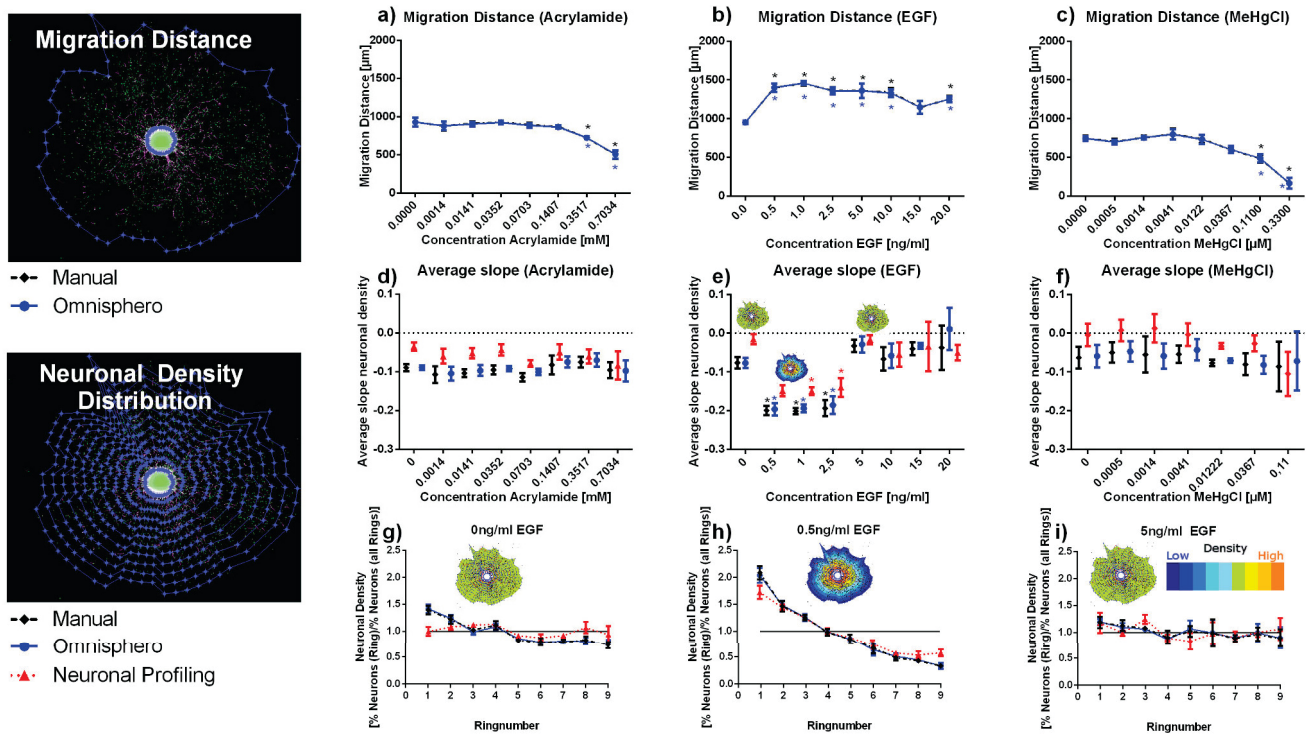 Migration Distance
Manual
Omnisphero
Neuronal Density
Distribution
Manual
Omnisphero
Neuronal Profiling
a) Migration Distance (Acrylamide)
Migration Distance [µm]
2000
1500
1000
500
0
0.0000
0.0014
0.0141
0.0352
0.0703
0.1407
0.3517
0.7034
Concentration Acrylamide [mM]
b) Migration Distance (EGF)
Migration Distance [µm]
2000
1500
1000
500
0
0.0
0.5
1.0
2.5
5.0
10.0
15.0
20.0
Concentration EGF [ng/ml]
c) Migration Distance (MeHgCl)
Migration Distance [µm]
2000
1500
1000
500
0
0.0000
0.0005
0.0014
0.0041
0.0122
0.0367
0.1100
0.3300
Concentration MeHgCl [µM]
d) Average slope (Acrylamide)
Average slope neuronal density
0.1
0.0
-0.1
-0.2
-0.3
0
0.0014
0.0141
0.0352
0.0703
0.1407
0.3517
0.7034
Concentration Acrylamide [mM]
e) Average slope (EGF)
Average slope neuronal density
0.1
0.0
-0.1
-0.2
-0.3
0
0,5
1
2.5
5
10
15
20
Concentration EGF [ng/ml]
f) Average slope (MeHgCl)
Average slope neuronal density
0.1
0.0
-0.1
-0.2
-0.3
0
0.0005
0.0014
0.0041
0.01222
0.0367
0.11
Concentration MeHgCl [µM]
g) 0ng/ml EGF
Neuronal Density
[% Neurons (Ring)/% Neurons (all Rings)]
2.5
2.0
1.5
1.0
0.5
0.0
0 1 2 3 4 5 6 7 8 9
Ringnumber
h) 0.5ng/ml EGF
Neuronal Density
[% Neurons (Ring)/% Neurons (all Rings)]
2.5
2.0
1.5
1.0
0.5
0.0
0 1 2 3 4 5 6 7 8 9
Ringnumber
i) 5ng/ml EGF
Density
Low High
Neuronal Density
[% Neurons (Ring)/% Neurons (all Rings)]
2.5
2.0
1.5
1.0
0.5
0.0
0 1 2 3 4 5 6 7 8 9
Ringnumber